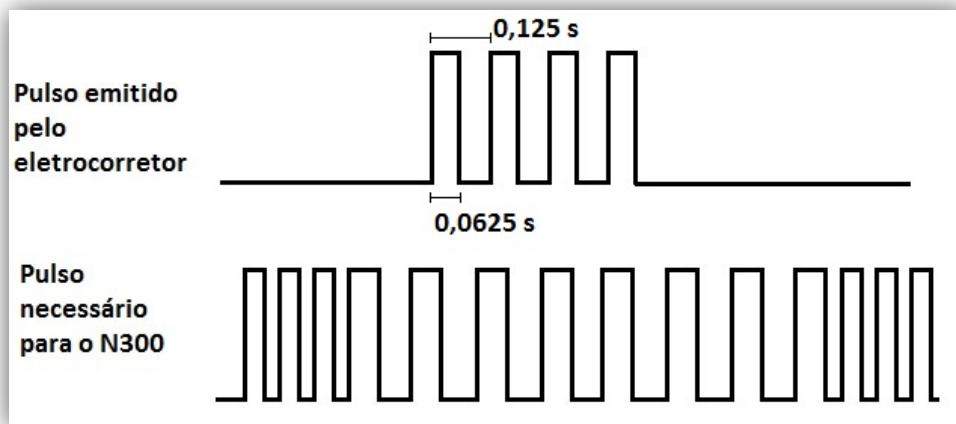 0,125 s
Pulso emitido
pelo
eletrocorretor
0,0625 s
Pulso
necessário
para o N300